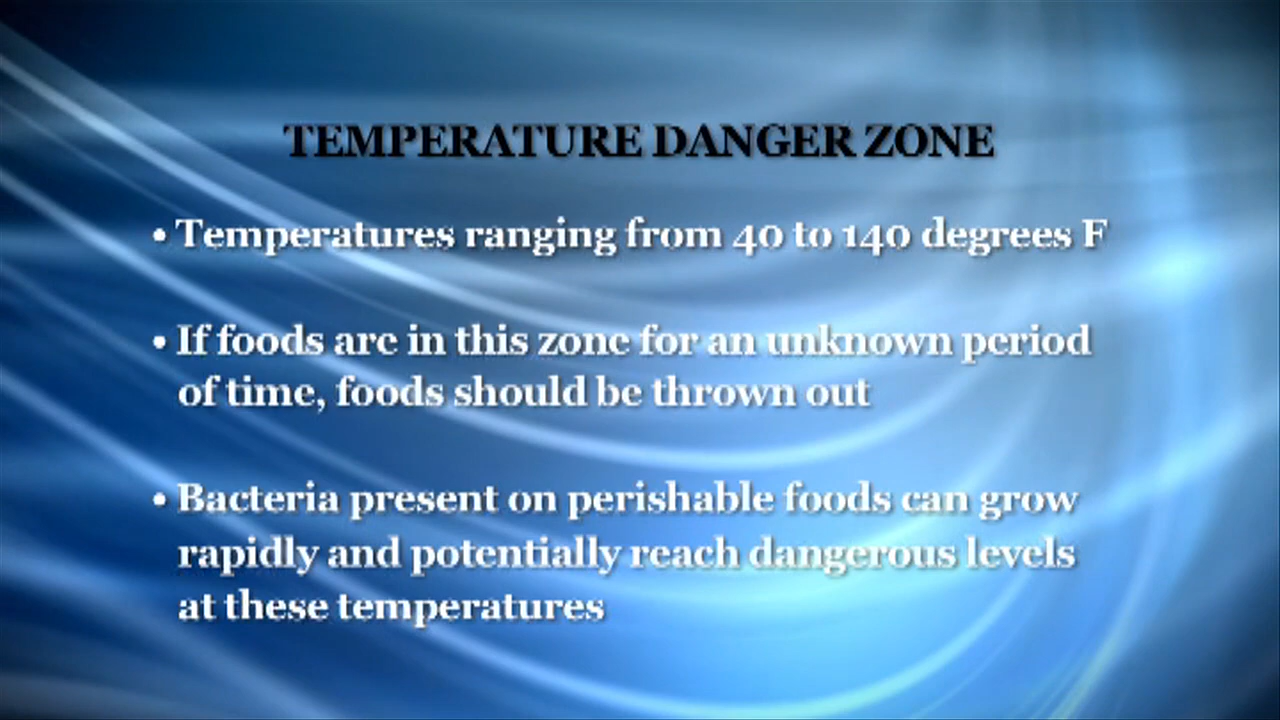 TEMPERATURE DANGER ZONE
• Temperatures ranging from 40 to 140 degrees F
• If foods are in this zone for an unknown period
of time, foods should be thrown out
• Bacteria present on perishable foods can grow
rapidly and potentially reach dangerous levels
at these temperatures